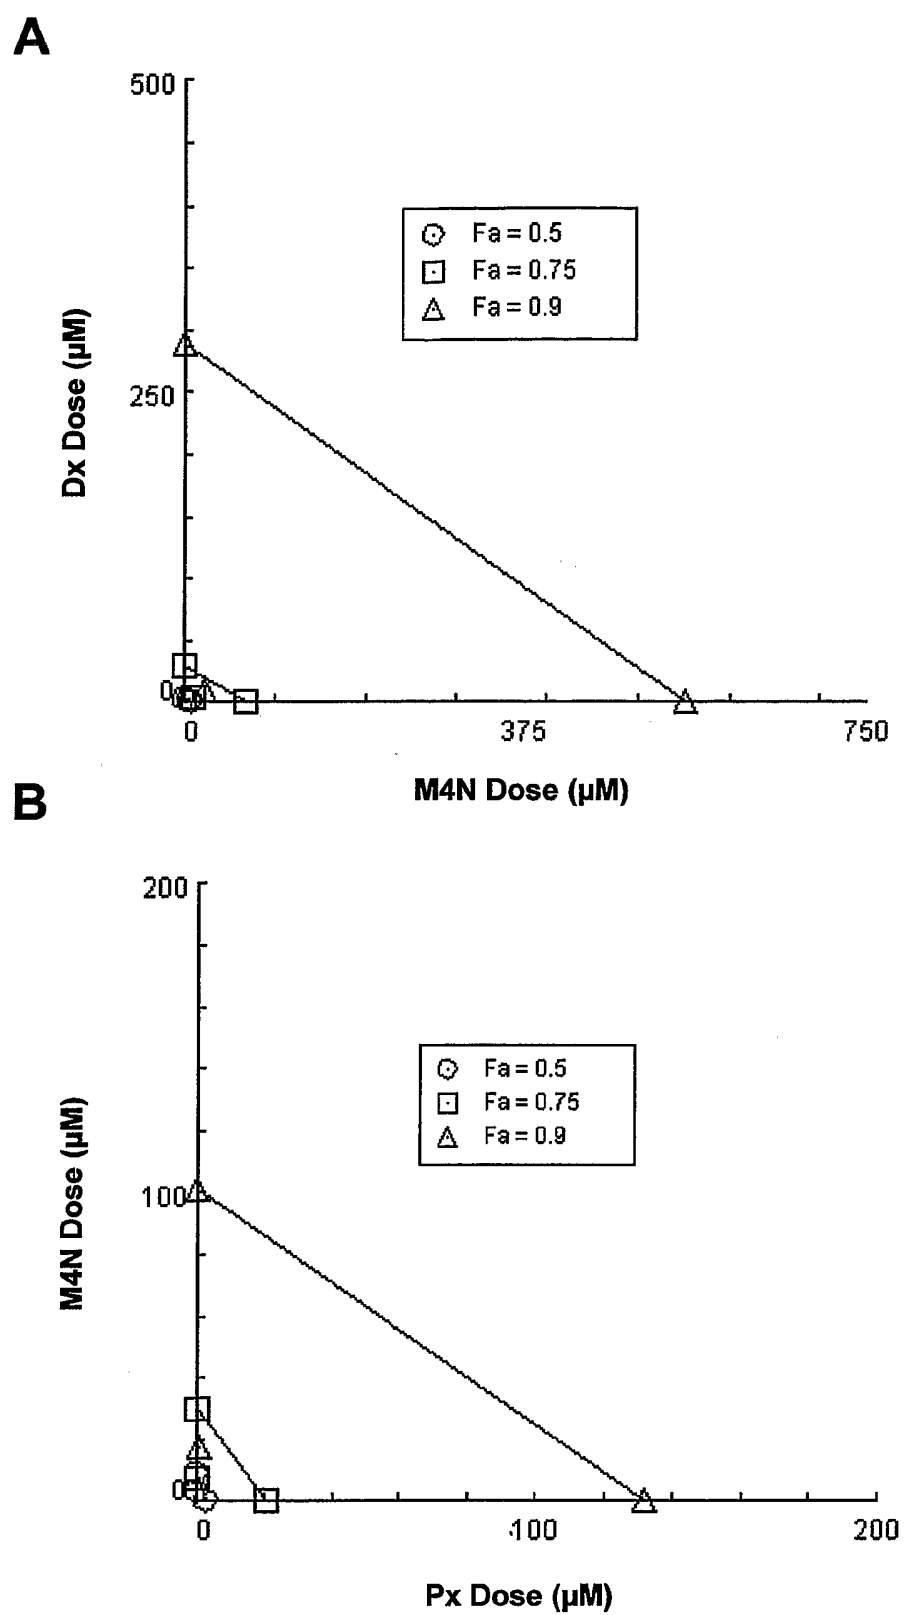 A
500
Fa = 0.5
Fa = 0.75
Fa = 0.9
250
Dx Dose (µM)
0
0
375
750
M4N Dose (µM)
B
200
Fa = 0.5
Fa = 0.75
Fa = 0.9
100
M4N Dose (µM)
0
0
100
200
Px Dose (µM)